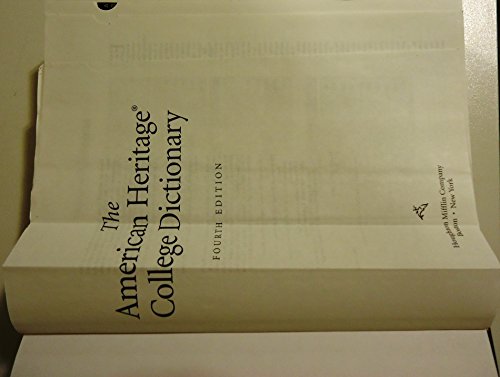 The
American Heritage®
College Dictionary
FOURTH EDITION
Houghton Mifflin Company
Boston • New York